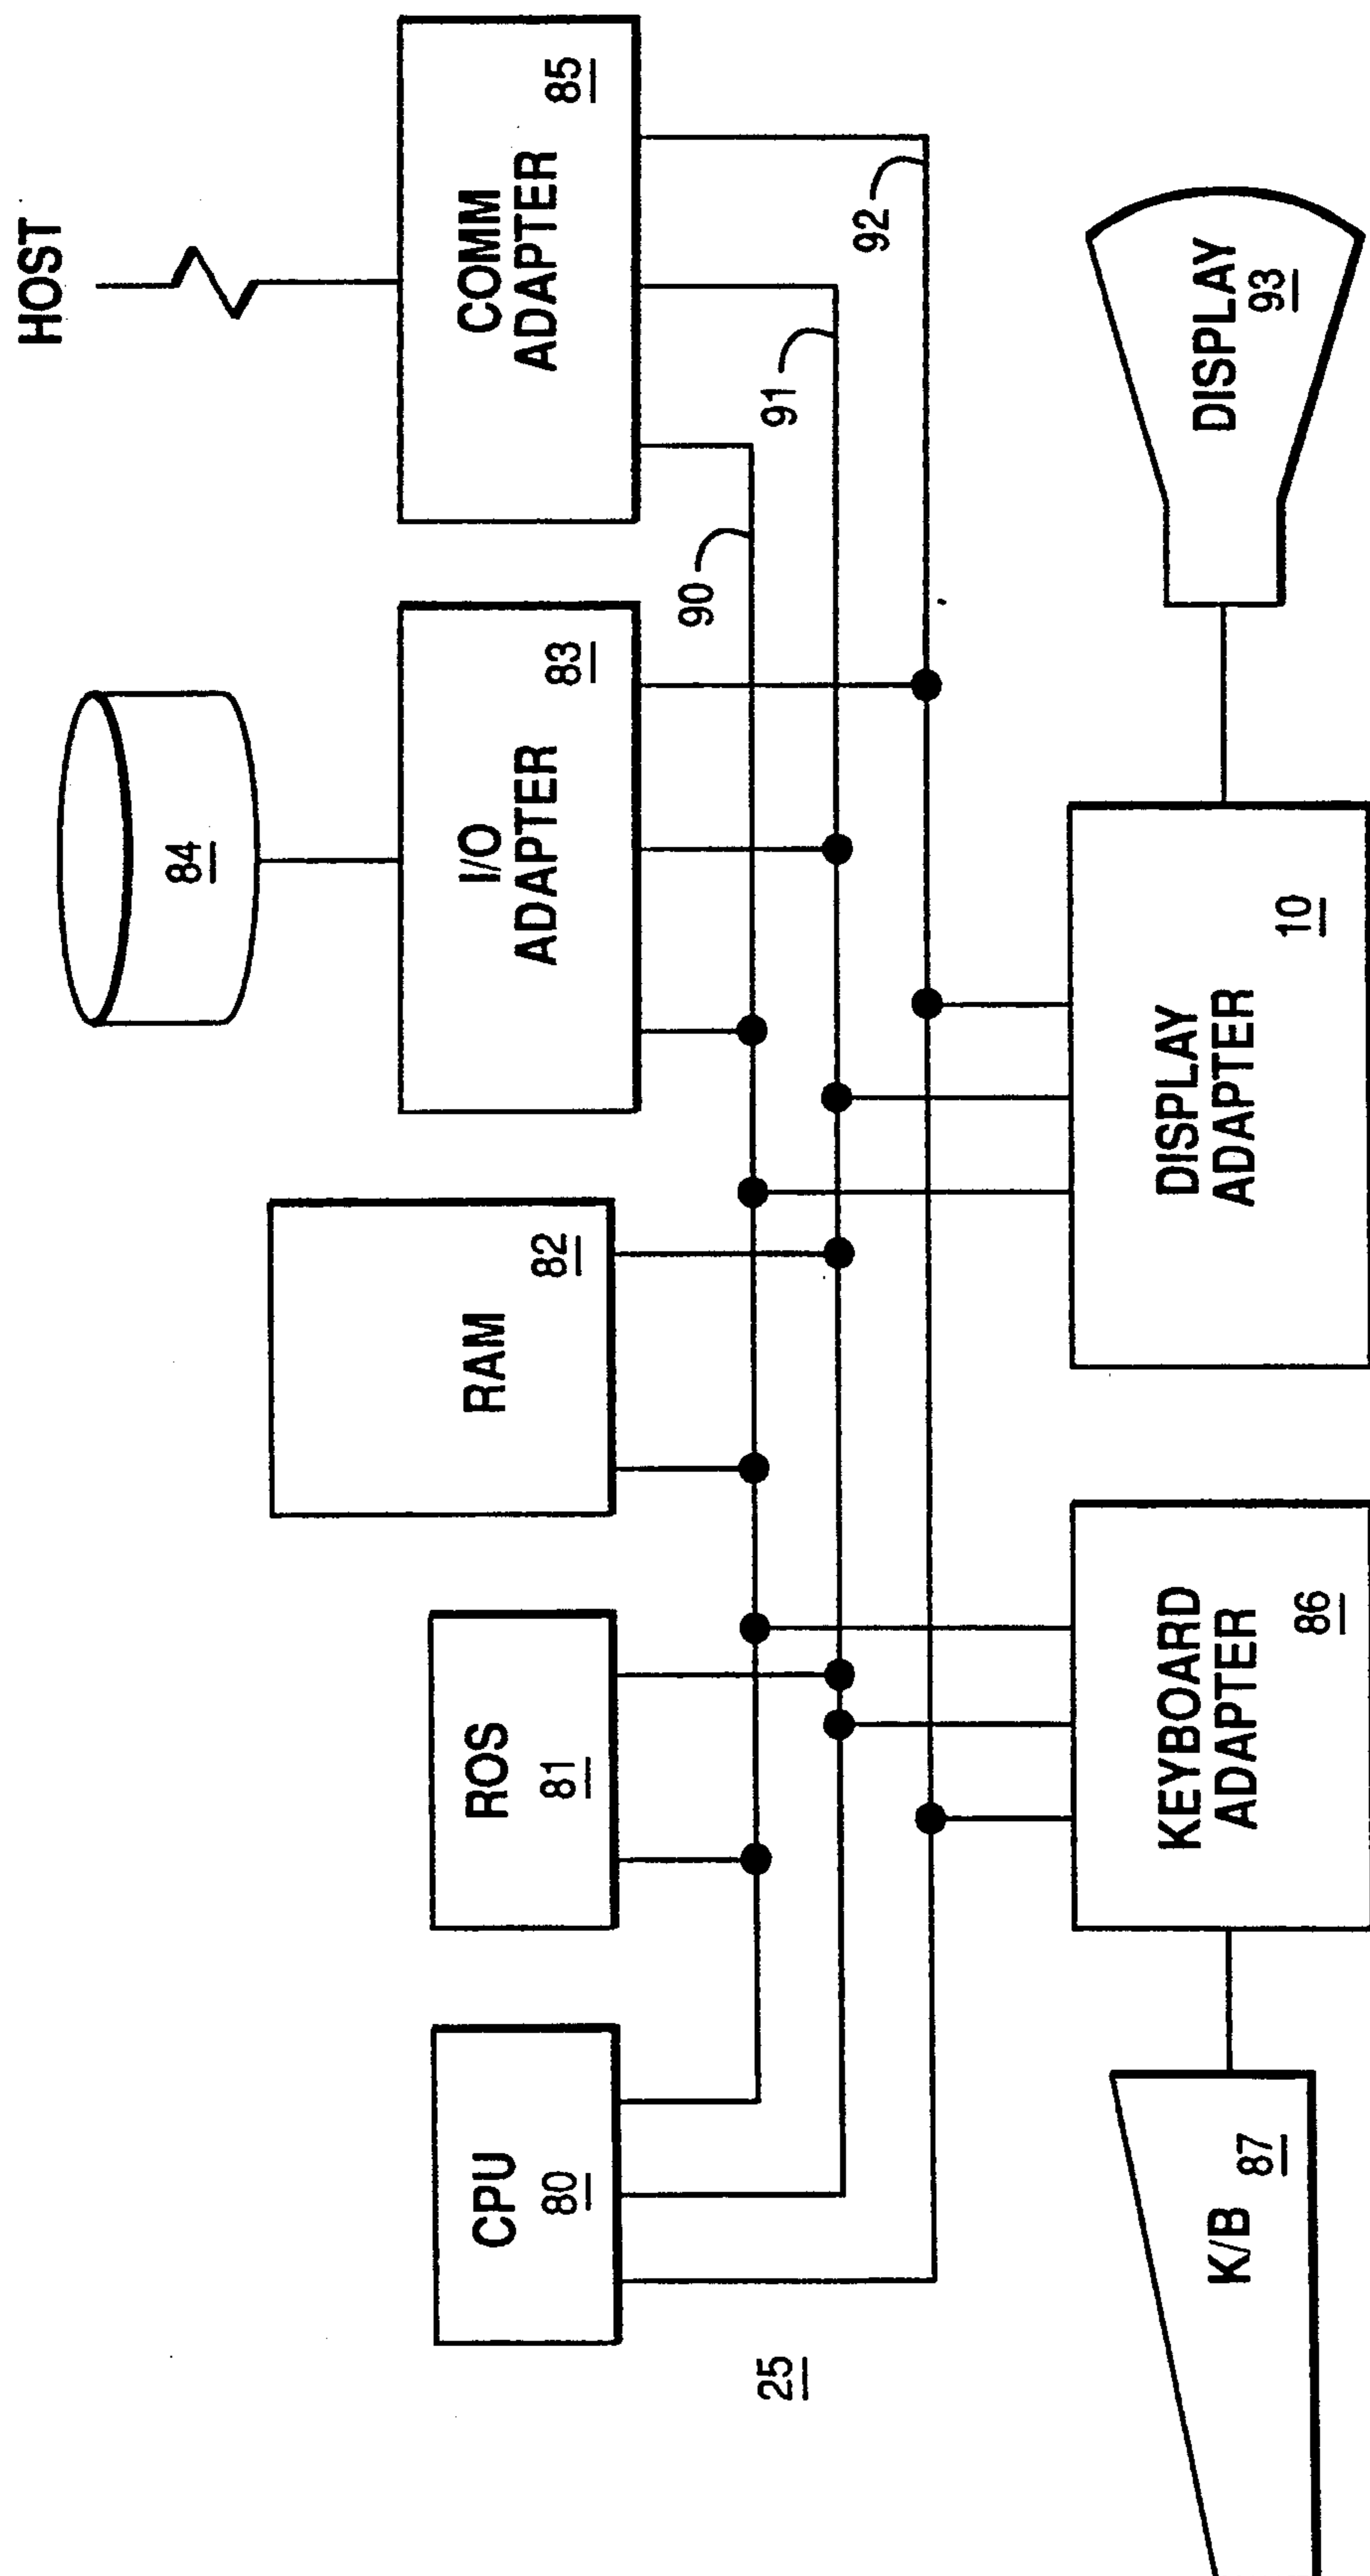 HOST
84
I/O
ADAPTER
83
COMM
ADAPTER
85
RAM
82
ROS
81
CPU
80
90
91
92
25
K/B
87
KEYBOARD
ADAPTER
86
DISPLAY
ADAPTER
10
DISPLAY
93